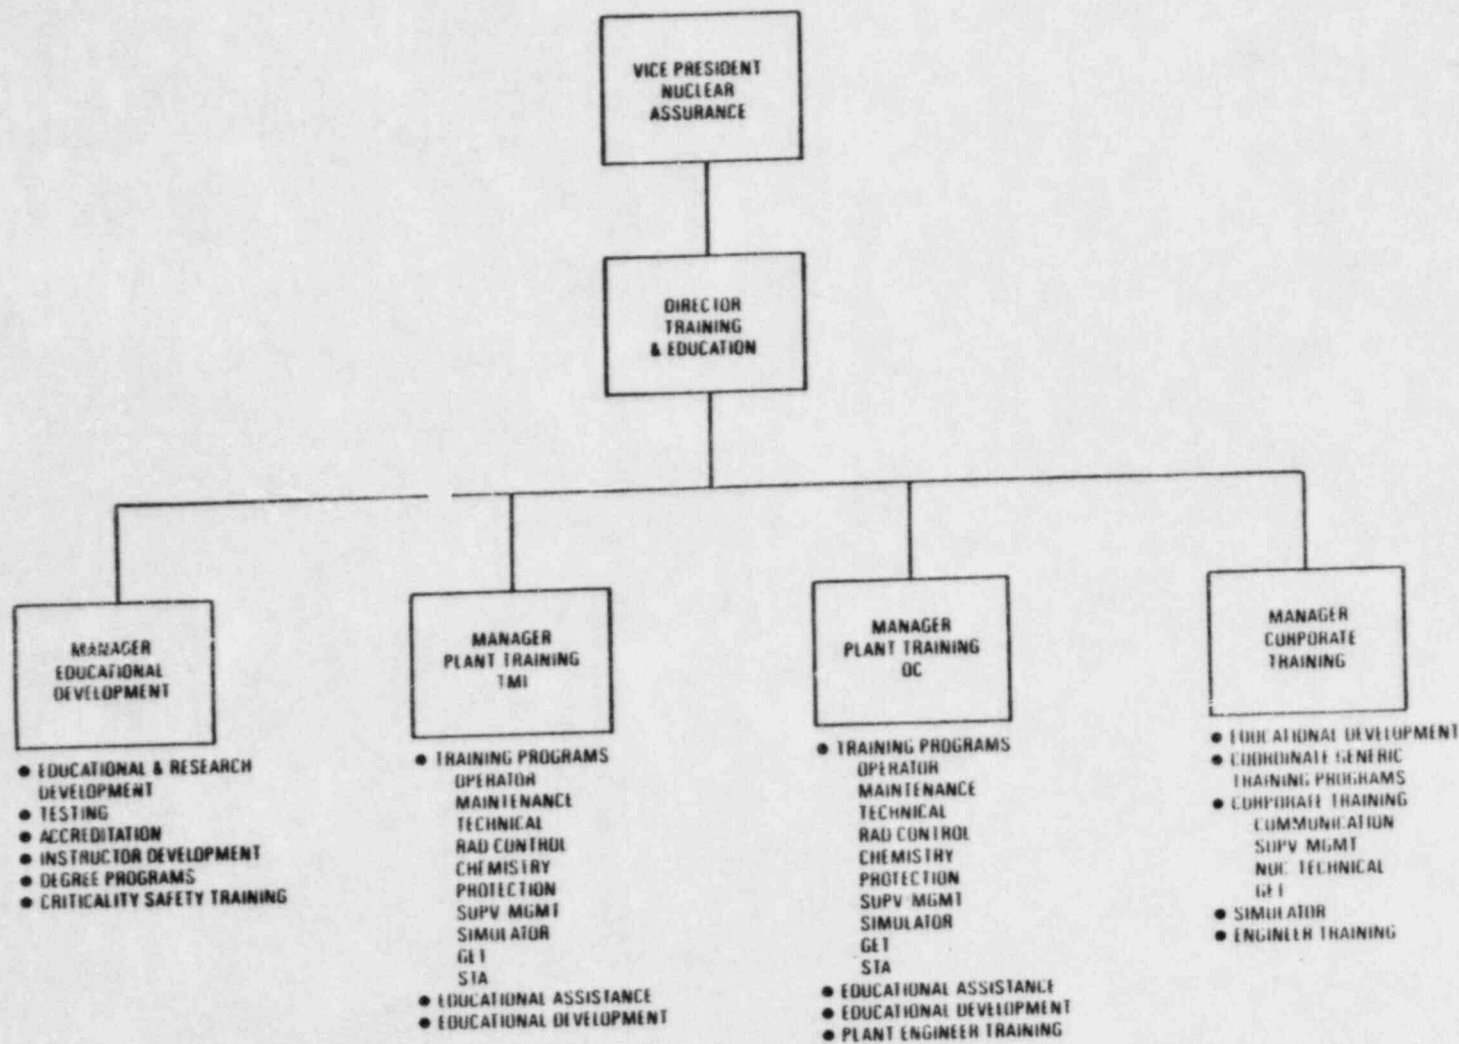 VICE PRESIDENT
NUCLEAR
ASSURANCE
DIRECTOR
TRAINING
& EDUCATION
MANAGER
EDUCATIONAL
DEVELOPMENT
● EDUCATIONAL & RESEARCH
DEVELOPMENT
● TESTING
● ACCREDITATION
● INSTRUCTOR DEVELOPMENT
● DEGREE PROGRAMS
● CRITICALITY SAFETY TRAINING
MANAGER
PLANT TRAINING
TMI
● TRAINING PROGRAMS
OPERATOR
MAINTENANCE
TECHNICAL
RAD CONTROL
CHEMISTRY
PROTECTION
SUPV MGMT
SIMULATOR
GET
STA
● EDUCATIONAL ASSISTANCE
● EDUCATIONAL DEVELOPMENT
MANAGER
PLANT TRAINING
OC
● TRAINING PROGRAMS
OPERATOR
MAINTENANCE
TECHNICAL
RAD CONTROL
CHEMISTRY
PROTECTION
SUPV MGMT
SIMULATOR
GET
STA
● EDUCATIONAL ASSISTANCE
● EDUCATIONAL DEVELOPMENT
● PLANT ENGINEER TRAINING
MANAGER
CORPORATE
TRAINING
● EDUCATIONAL DEVELOPMENT
● COORDINATE GENERIC
TRAINING PROGRAMS
● CORPORATE TRAINING
COMMUNICATION
SUPV MGMT
NUC TECHNICAL
GET
● SIMULATOR
● ENGINEER TRAINING